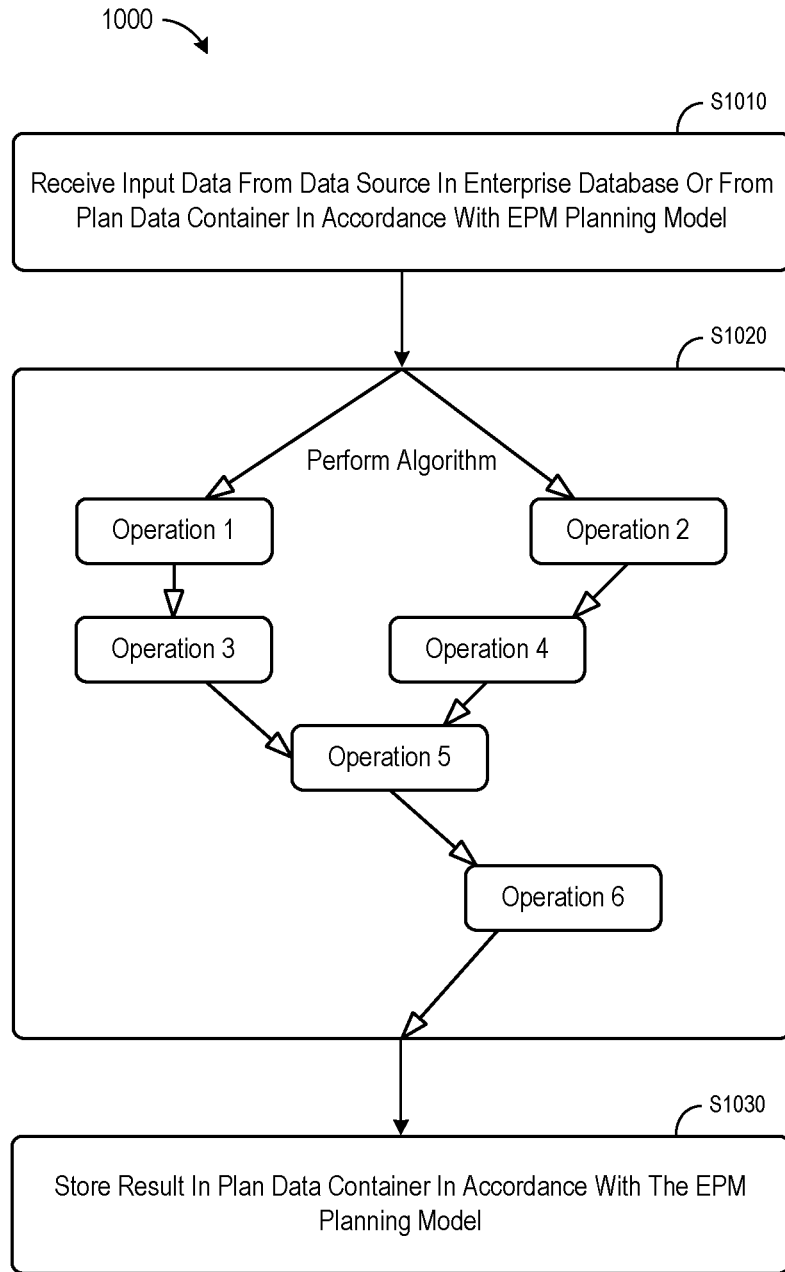 1000
S1010
Receive Input Data From Data Source In Enterprise Database Or From
Plan Data Container In Accordance With EPM Planning Model
S1020
Perform Algorithm
Operation 1
Operation 2
Operation 3
Operation 4
Operation 5
Operation 6
S1030
Store Result In Plan Data Container In Accordance With The EPM
Planning Model